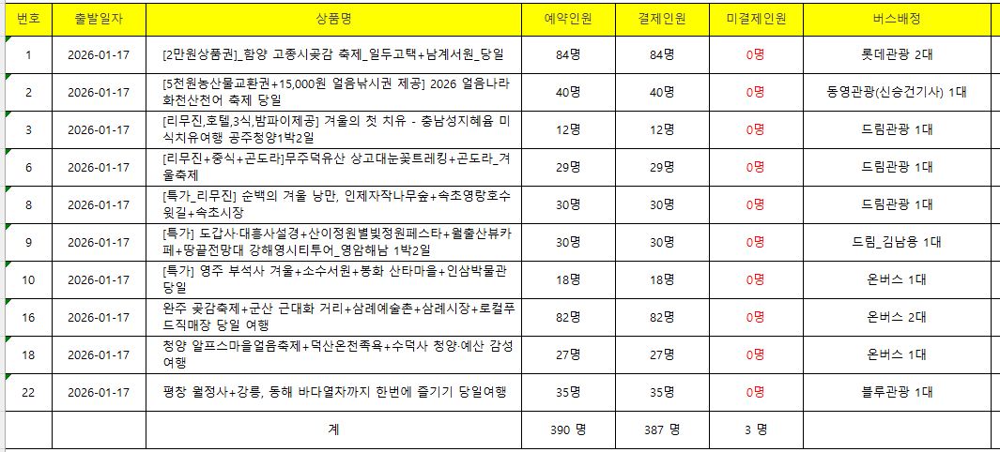 번호 출발일자 상품명 예약인원 결제인원 미결제인원 버스배정
1 2026-01-17 [2만원상품권]_함양 고종시곶감 축제_일두고택+남계서원_당일 84명 84명 0명 롯데관광 2대
2 2026-01-17 [5천원농산물교환권+15,000원 얼음낚시권 제공] 2026 얼음나라 40명 40명 0명 동영관광(신승건기사) 1대
화천산천어 축제 당일
3 2026-01-17 [리무진,호텔,3식,밤파이제공] 겨울의 첫 치유 - 충남성지혜윰 미 12명 12명 0명 드림관광 1대
식치유여행 공주청양1박2일
6 2026-01-17 [리무진+중식+곤도라]무주덕유산 상고대눈꽃트레킹+곤도라_겨 29명 29명 0명 드림관광 1대
울축제
8 2026-01-17 [특가_리무진] 순백의 겨울 낭만, 인제자작나무숲+속초영랑호수 30명 30명 0명 드림관광 1대
윗길+속초시장
9 2026-01-17 [특가] 도갑사·대흥사설경+산이정원별빛정원페스타+월출산뷰카 30명 30명 0명 드림_김남용 1대
페+땅끝전망대 강해영시티투어_영암해남 1박2일
10 2026-01-17 [특가] 영주 부석사 겨울+소수서원+봉화 산타마을+인삼박물관 18명 18명 0명 온버스 1대
당일
16 2026-01-17 완주 곶감축제+군산 근대화 거리+삼례예술촌+삼례시장+로컬푸 82명 82명 0명 온버스 2대
드직매장 당일 여행
18 2026-01-17 청양 알프스마을얼음축제+덕산온천족욕+수덕사 청양·예산 감성 27명 27명 0명 온버스 1대
여행
22 2026-01-17 평창 월정사+강릉, 동해 바다열차까지 한번에 즐기기 당일여행 35명 35명 0명 블루관광 1대
계 390 명 387 명 3 명